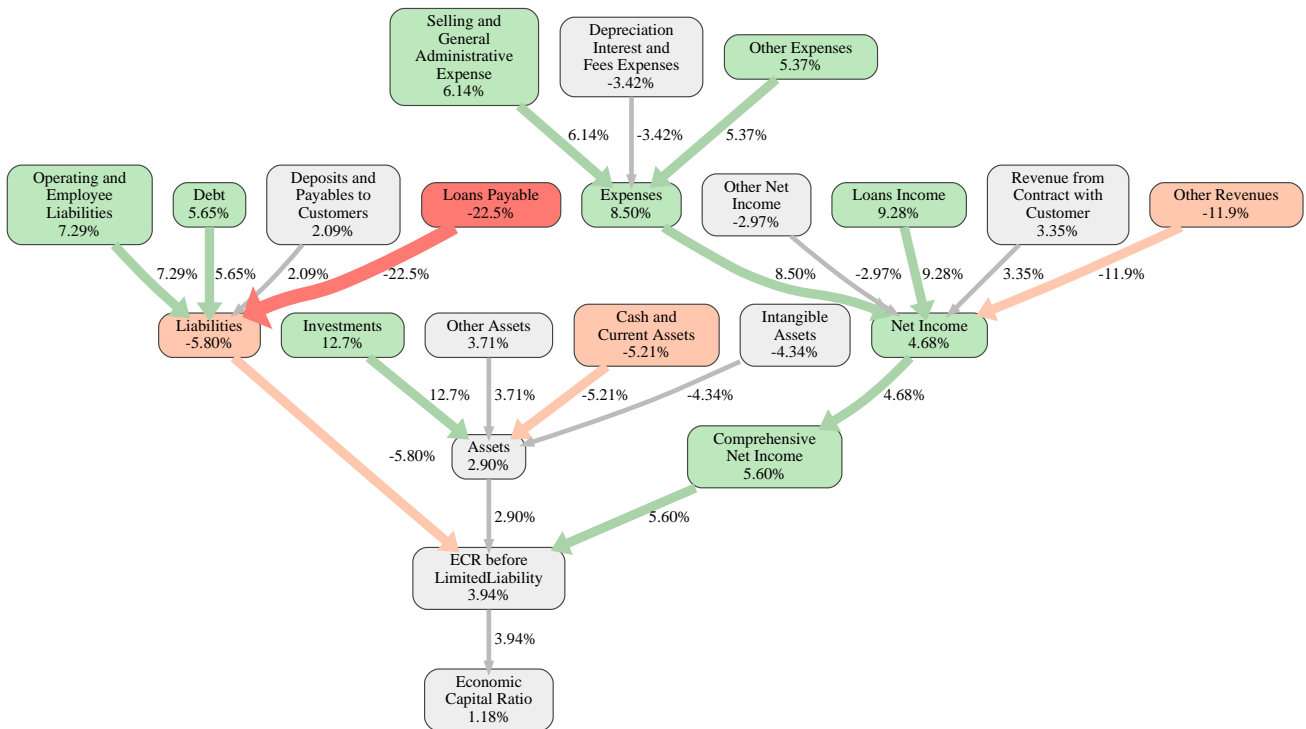 Selling and
General
Administrative
Expense
6.14%
Depreciation
Interest and
Fees Expenses
-3.42%
Other Expenses
5.37%
6.14%
-3.42%
5.37%
Operating and
Employee
Liabilities
7.29%
Debt
5.65%
Deposits and
Payables to
Customers
2.09%
Loans Payable
-22.5%
Expenses
8.50%
Other Net
Income
-2.97%
Loans Income
9.28%
Revenue from
Contract with
Customer
3.35%
Other Revenues
-11.9%
7.29%
5.65%
2.09%
-22.5%
8.50%
-2.97%
9.28%
3.35%
-11.9%
Liabilities
-5.80%
Investments
12.7%
Other Assets
3.71%
Cash and
Current Assets
-5.21%
Intangible
Assets
-4.34%
Net Income
4.68%
12.7%
3.71%
-5.21%
-4.34%
4.68%
-5.80%
Assets
2.90%
Comprehensive
Net Income
5.60%
2.90%
5.60%
ECR before
LimitedLiability
3.94%
3.94%
Economic
Capital Ratio
1.18%